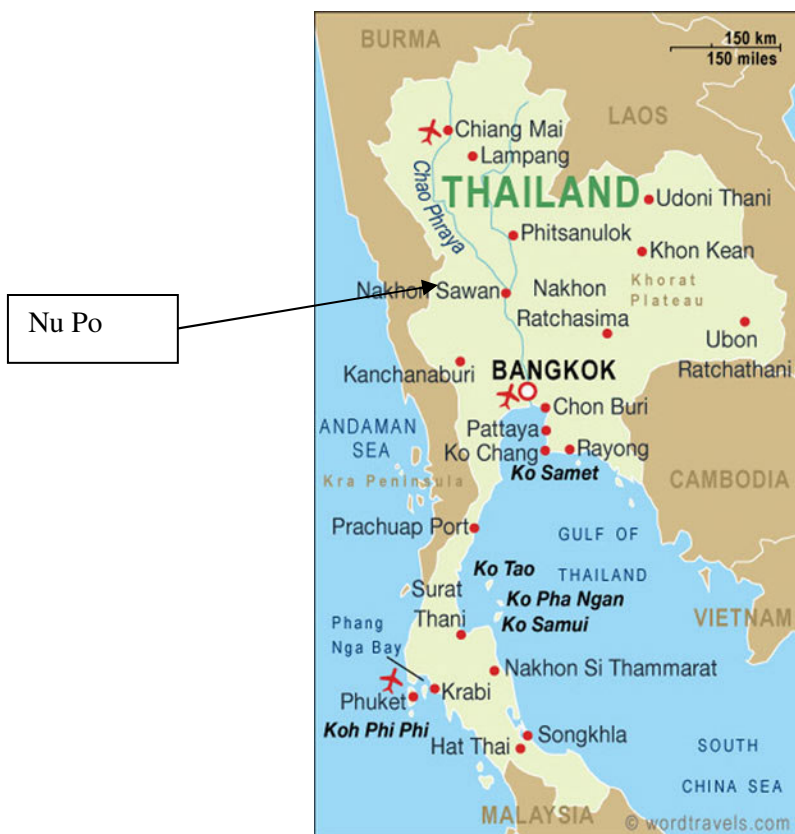 BURMA
150 km
150 miles
LAOS
Chiang Mai
Lampang
Chao Phraya
THAILAND
Udoni Thani
Phitsanulok
Khon Kean
Khorat
Plateau
Nu Po
Nakhon Sawan
Nakhon
Ratchasima
Ubon
Ratchathani
Kanchanaburi
BANGKOK
Chon Buri
ANDAMAN
SEA
Pattaya
Ko Chang
Rayong
Ko Samet
CAMBODIA
Kra Peninsula
Prachuap Port
GULF OF
THAILAND
Ko Tao
Surat
Thani
Ko Pha Ngan
Ko Samui
VIETNAM
Phang
Nga Bay
Nakhon Si Thammarat
Phuket
Krabi
Koh Phi Phi
Songkhla
Hat Thai
SOUTH
CHINA SEA
MALAYSIA
© wordtravels.com